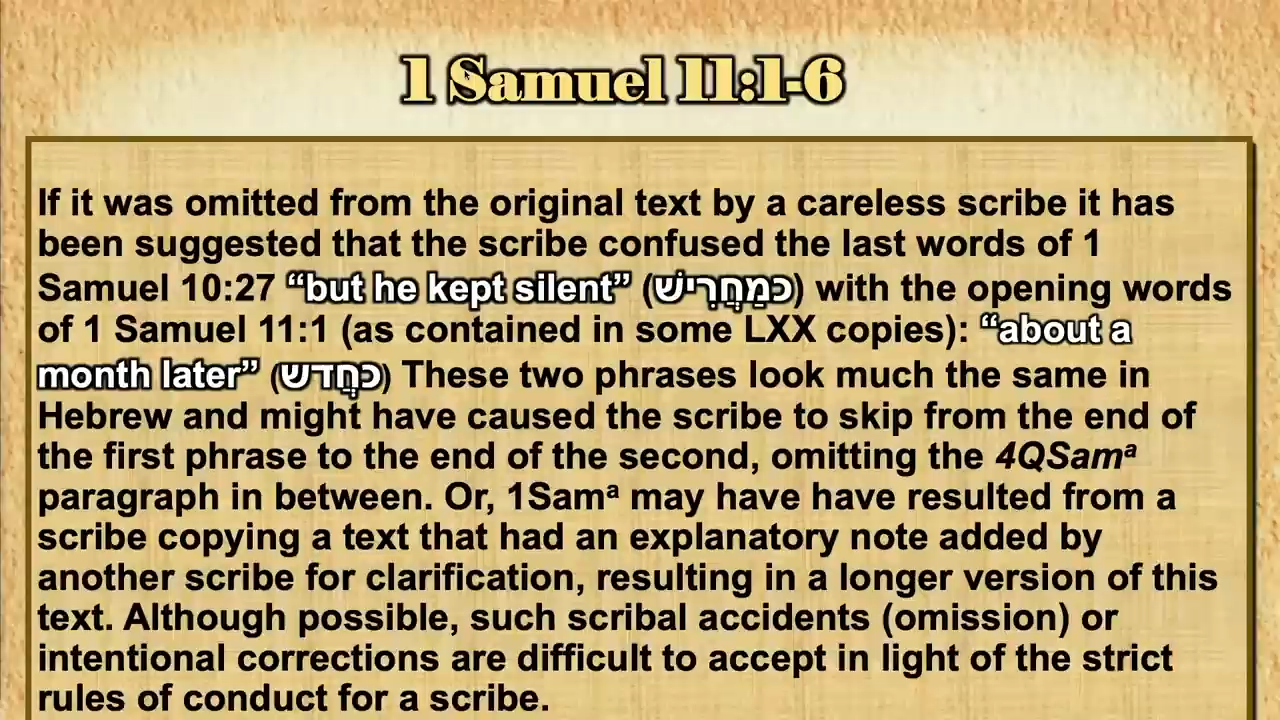 1 Samuel 11:1-6
If it was omitted from the original text by a careless scribe it has
been suggested that the scribe confused the last words of 1
Samuel 10:27 “but he kept silent” (כּמַחֲרִישׁ) with the opening words
of 1 Samuel 11:1 (as contained in some LXX copies): “about a
month later” (כּחֳדש) These two phrases look much the same in
Hebrew and might have caused the scribe to skip from the end of
the first phrase to the end of the second, omitting the 4QSamᵃ
paragraph in between. Or, 1Samᵃ may have have resulted from a
scribe copying a text that had an explanatory note added by
another scribe for clarification, resulting in a longer version of this
text. Although possible, such scribal accidents (omission) or
intentional corrections are difficult to accept in light of the strict
rules of conduct for a scribe.